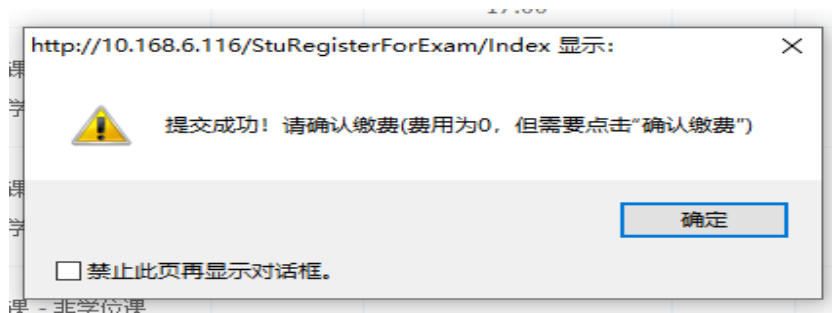 http://10.168.6.116/StuRegisterForExam/Index 显示：
提交成功！请确认缴费(费用为0，但需要点击“确认缴费”)
确定
禁止此页再显示对话框。
课 - 非学位课